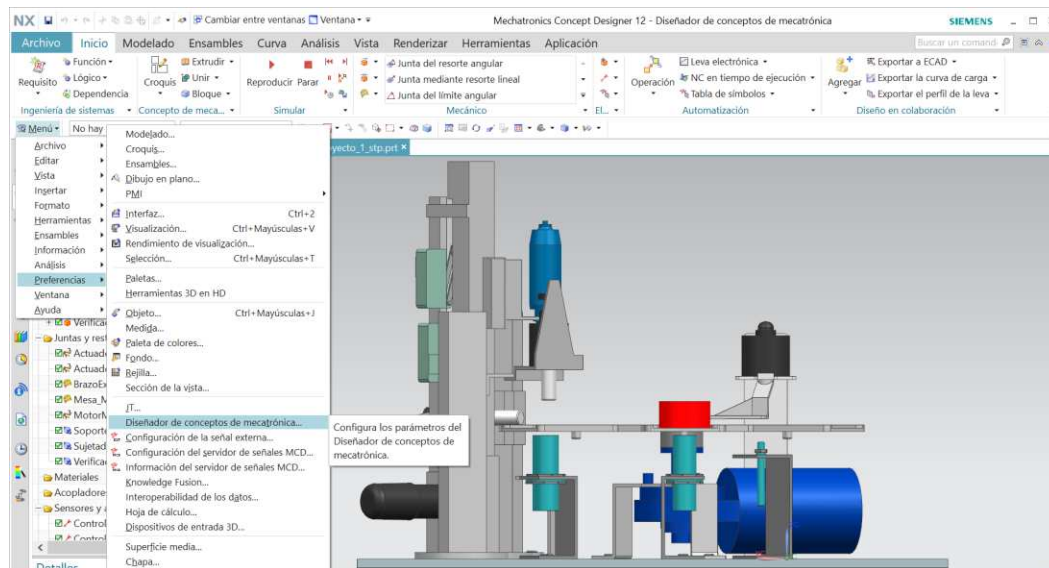 NX Cambiar entre ventanas Ventana Mechatronics Concept Designer 12 - Diseñador de conceptos de mecatrónica SIEMENS
Archivo Inicio Modelado Ensambles Curva Análisis Vista Renderizar Herramientas Aplicación Buscar un comand
Función Extrudir Junta del resorte angular Leva electrónica Exportar a ECAD
Lógico Unir Junta mediante resorte lineal NC en tiempo de ejecución Exportar la curva de carga
Requisito Dependencia Croquis Bloque Reproducir Parar Junta del límite angular Operación Tabla de símbolos Agregar Exportar el perfil de la leva
Ingeniería de sistemas Concepto de meca... Simular Mecánico El... Automatización Diseño en colaboración
Menú No hay
yecto_1_stp.prt
Archivo
Editar
Vista
Insertar
Formato
Herramientas
Ensambles
Información
Análisis
Preferencias
Ventana
Ayuda
Modelado...
Croquis...
Ensambles...
Dibujo en plano...
PMI
Interfaz... Ctrl+2
Visualización... Ctrl+Mayúsculas+V
Rendimiento de visualización...
Selección... Ctrl+Mayúsculas+T
Paletas...
Herramientas 3D en HD
Objeto... Ctrl+Mayúsculas+J
Medida...
Paleta de colores...
Fondo...
Rejilla...
Sección de la vista...
JT...
Diseñador de conceptos de mecatrónica...
Configuración de la señal externa...
Configuración del servidor de señales MCD...
Información del servidor de señales MCD...
Knowledge Fusion...
Interoperabilidad de los datos...
Hoja de cálculo...
Dispositivos de entrada 3D...
Superficie media...
Chapa...
Configura los parámetros del
Diseñador de conceptos de
mecatrónica.
Verifica
Juntas y res
Actuad
Actuad
BrazoEx
Mesa_M
MotorM
Soporte
Sujetad
Verifica
Materiales
Acopladore
Sensores y a
Control
Control
Detalles